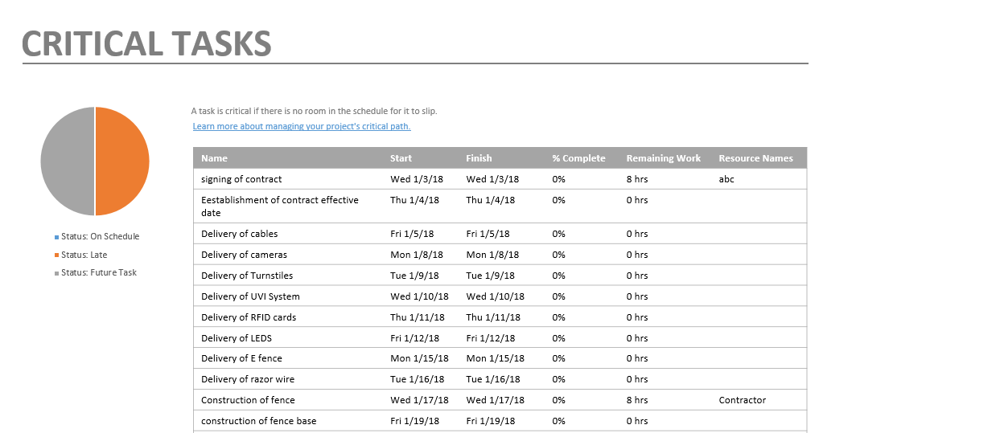 CRITICAL TASKS
A task is critical if there is no room in the schedule for it to slip.
Learn more about managing your project's critical path.
Status: On Schedule
Status: Late
Status: Future Task
Name Start Finish % Complete Remaining Work Resource Names
signing of contract Wed 1/3/18 Wed 1/3/18 0% 8 hrs abc
Eestablishment of contract effective Thu 1/4/18 Thu 1/4/18 0% 0 hrs
date
Delivery of cables Fri 1/5/18 Fri 1/5/18 0% 0 hrs
Delivery of cameras Mon 1/8/18 Mon 1/8/18 0% 0 hrs
Delivery of Turnstiles Tue 1/9/18 Tue 1/9/18 0% 0 hrs
Delivery of UVI System Wed 1/10/18 Wed 1/10/18 0% 0 hrs
Delivery of RFID cards Thu 1/11/18 Thu 1/11/18 0% 0 hrs
Delivery of LEDS Fri 1/12/18 Fri 1/12/18 0% 0 hrs
Delivery of E fence Mon 1/15/18 Mon 1/15/18 0% 0 hrs
Delivery of razor wire Tue 1/16/18 Tue 1/16/18 0% 0 hrs
Construction of fence Wed 1/17/18 Wed 1/17/18 0% 8 hrs Contractor
construction of fence base Fri 1/19/18 Fri 1/19/18 0% 0 hrs